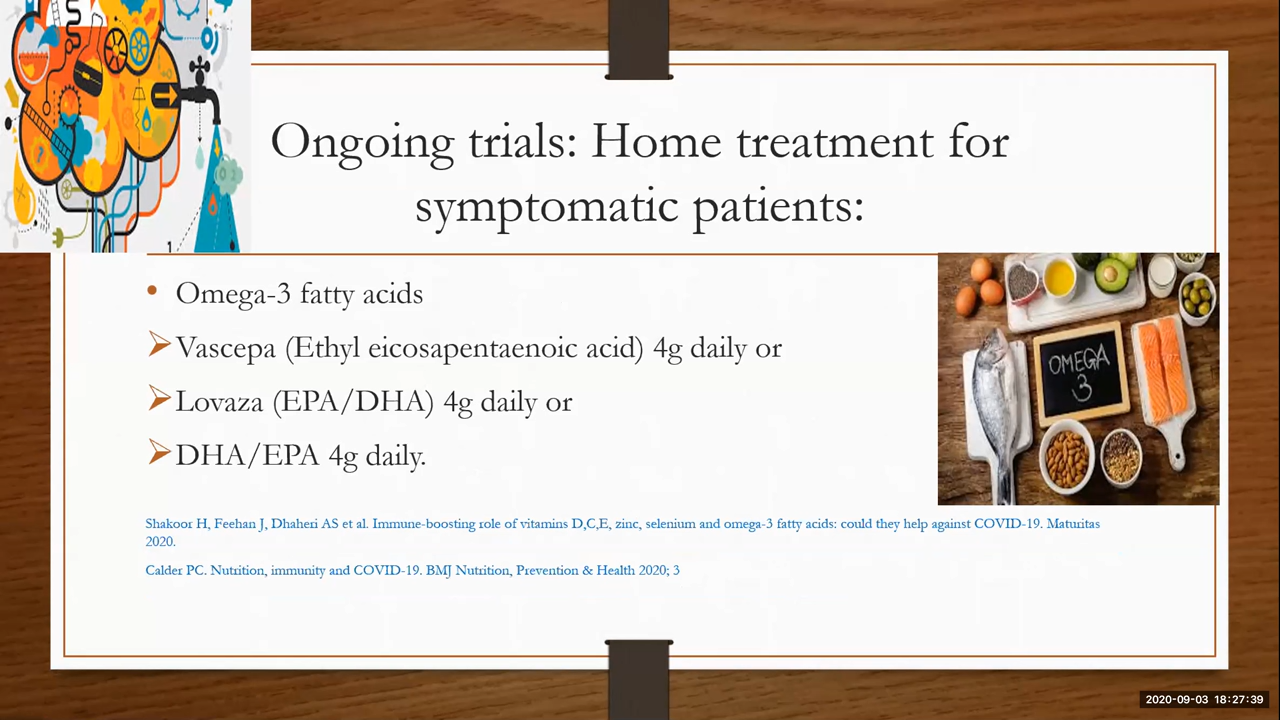 Ongoing trials: Home treatment for
symptomatic patients:
• Omega-3 fatty acids
➢Vascepa (Ethyl eicosapentaenoic acid) 4g daily or
➢Lovaza (EPA/DHA) 4g daily or
➢DHA/EPA 4g daily.
OMEGA
3
Shakoor H, Feehan J, Dhaheri AS et al. Immune-boosting role of vitamins D,C,E, zinc, selenium and omega-3 fatty acids: could they help against COVID-19. Maturitas
2020.
Calder PC. Nutrition, immunity and COVID-19. BMJ Nutrition, Prevention & Health 2020; 3
2020-09-03 18:27:39